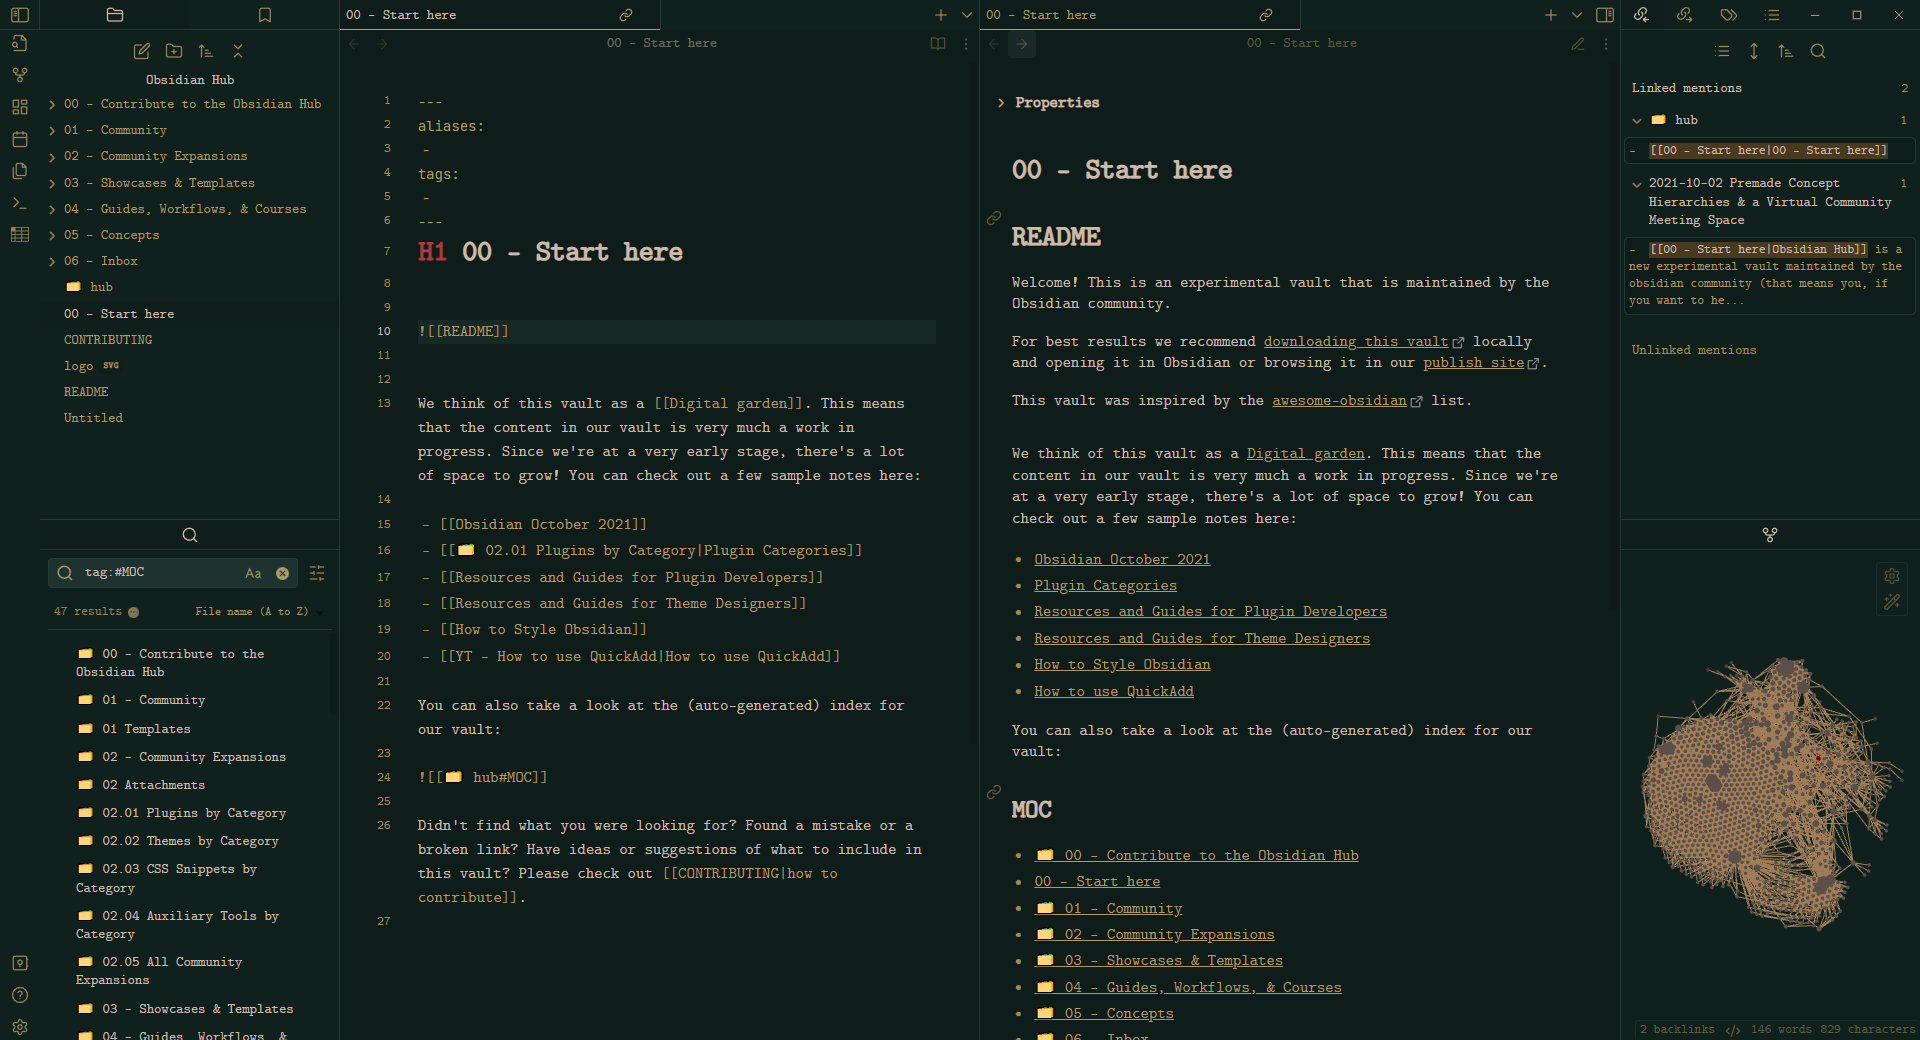 00 - Start here
00 - Start here
00 - Start here
00 - Start here
Obsidian Hub
00 - Contribute to the Obsidian Hub
01 - Community
02 - Community Expansions
03 - Showcases & Templates
04 - Guides, Workflows, & Courses
05 - Concepts
06 - Inbox
hub
00 - Start here
CONTRIBUTING
logo SVG
README
Untitled
tag:#MOC
Aa
47 results
File name (A to Z)
00 - Contribute to the
Obsidian Hub
01 - Community
01 Templates
02 - Community Expansions
02 Attachments
02.01 Plugins by Category
02.02 Themes by Category
02.03 CSS Snippets by
Category
02.04 Auxiliary Tools by
Category
02.05 All Community
Expansions
03 - Showcases & Templates
04 - Guides, Workflows, &
1 ---
2 aliases:
3 -
4 tags:
5 -
6 ---
7 H1 00 - Start here
8
9
10 ![[README]]
11
12
13 We think of this vault as a [[Digital garden]]. This means
that the content in our vault is very much a work in
progress. Since we're at a very early stage, there's a lot
of space to grow! You can check out a few sample notes here:
14
15 - [[Obsidian October 2021]]
16 - [[🗂️ 02.01 Plugins by Category|Plugin Categories]]
17 - [[Resources and Guides for Plugin Developers]]
18 - [[Resources and Guides for Theme Designers]]
19 - [[How to Style Obsidian]]
20 - [[YT - How to use QuickAdd|How to use QuickAdd]]
21
22 You can also take a look at the (auto-generated) index for
our vault:
23
24 ![[🗂️ hub#MOC]]
25
26 Didn't find what you were looking for? Found a mistake or a
broken link? Have ideas or suggestions of what to include in
this vault? Please check out [[CONTRIBUTING|how to
contribute]].
27
Properties
00 - Start here
README
Welcome! This is an experimental vault that is maintained by the
Obsidian community.
For best results we recommend downloading this vault locally
and opening it in Obsidian or browsing it in our publish site.
This vault was inspired by the awesome-obsidian list.
We think of this vault as a Digital garden. This means that the
content in our vault is very much a work in progress. Since we're
at a very early stage, there's a lot of space to grow! You can
check out a few sample notes here:
Obsidian October 2021
Plugin Categories
Resources and Guides for Plugin Developers
Resources and Guides for Theme Designers
How to Style Obsidian
How to use QuickAdd
You can also take a look at the (auto-generated) index for our
vault:
MOC
00 - Contribute to the Obsidian Hub
00 - Start here
01 - Community
02 - Community Expansions
03 - Showcases & Templates
04 - Guides, Workflows, & Courses
05 - Concepts
06 - Inbox
Linked mentions 2
hub 1
- [[00 - Start here|00 - Start here]]
2021-10-02 Premade Concept 1
Hierarchies & a Virtual Community
Meeting Space
- [[00 - Start here|Obsidian Hub]] is a
new experimental vault maintained by the
obsidian community (that means you, if
you want to he...
Unlinked mentions
2 backlinks </> 146 words 829 characters